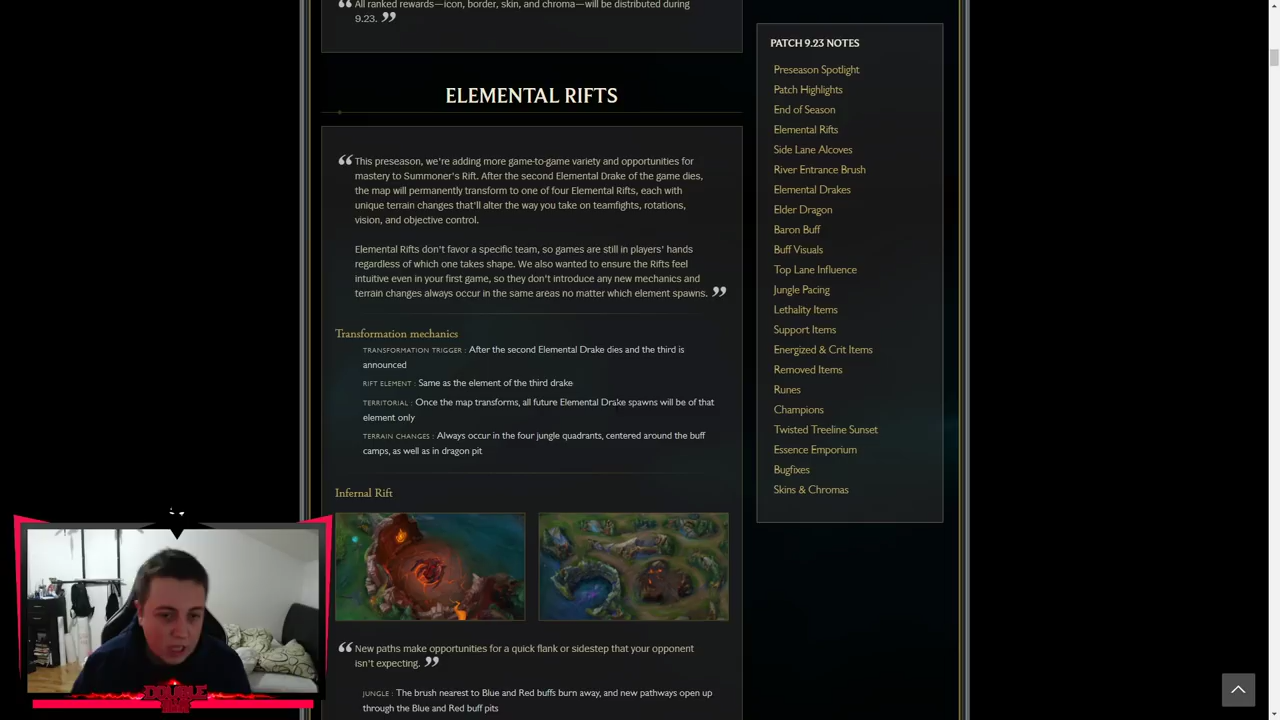 All ranked rewards—icon, border, skin, and chroma—will be distributed during
9.23.
ELEMENTAL RIFTS
This preseason, we're adding more game-to-game variety and opportunities for
mastery to Summoner's Rift. After the second Elemental Drake of the game dies,
the map will permanently transform to one of four Elemental Rifts, each with
unique terrain changes that'll alter the way you take on teamfights, rotations,
vision, and objective control.
Elemental Rifts don't favor a specific team, so games are still in players' hands
regardless of which one takes shape. We also wanted to ensure the Rifts feel
intuitive even in your first game, so they don't introduce any new mechanics and
terrain changes always occur in the same areas no matter which element spawns.
Transformation mechanics
TRANSFORMATION TRIGGER : After the second Elemental Drake dies and the third is
announced
RIFT ELEMENT : Same as the element of the third drake
TERRITORIAL : Once the map transforms, all future Elemental Drake spawns will be of that
element only
TERRAIN CHANGES : Always occur in the four jungle quadrants, centered around the buff
camps, as well as in dragon pit
Infernal Rift
New paths make opportunities for a quick flank or sidestep that your opponent
isn't expecting.
JUNGLE : The brush nearest to Blue and Red buffs burn away, and new pathways open up
through the Blue and Red buff pits
PATCH 9.23 NOTES
Preseason Spotlight
Patch Highlights
End of Season
Elemental Rifts
Side Lane Alcoves
River Entrance Brush
Elemental Drakes
Elder Dragon
Baron Buff
Buff Visuals
Top Lane Influence
Jungle Pacing
Lethality Items
Support Items
Energized & Crit Items
Removed Items
Runes
Champions
Twisted Treeline Sunset
Essence Emporium
Bugfixes
Skins & Chromas
DOUBLE